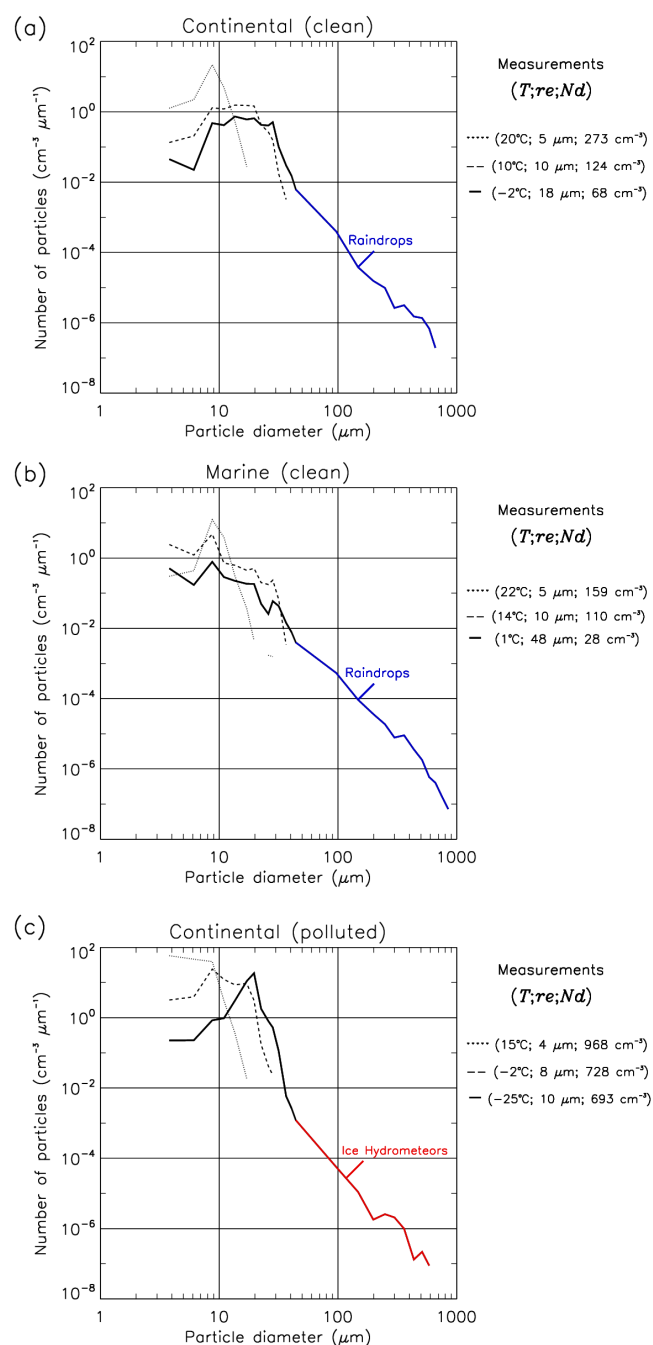 (a)
Continental (clean)
10²
10⁰
10⁻²
10⁻⁴
10⁻⁶
10⁻⁸
Number of particles (cm⁻³ μm⁻¹)
Raindrops
1 10 100 1000
Particle diameter (μm)
Measurements
(T;re;Nd)
(20°C; 5 μm; 273 cm⁻³)
(10°C; 10 μm; 124 cm⁻³)
(−2°C; 18 μm; 68 cm⁻³)
(b)
Marine (clean)
10²
10⁰
10⁻²
10⁻⁴
10⁻⁶
10⁻⁸
Number of particles (cm⁻³ μm⁻¹)
Raindrops
1 10 100 1000
Particle diameter (μm)
Measurements
(T;re;Nd)
(22°C; 5 μm; 159 cm⁻³)
(14°C; 10 μm; 110 cm⁻³)
(1°C; 48 μm; 28 cm⁻³)
(c)
Continental (polluted)
10²
10⁰
10⁻²
10⁻⁴
10⁻⁶
10⁻⁸
Number of particles (cm⁻³ μm⁻¹)
Ice Hydrometeors
1 10 100 1000
Particle diameter (μm)
Measurements
(T;re;Nd)
(15°C; 4 μm; 968 cm⁻³)
(−2°C; 8 μm; 728 cm⁻³)
(−25°C; 10 μm; 693 cm⁻³)